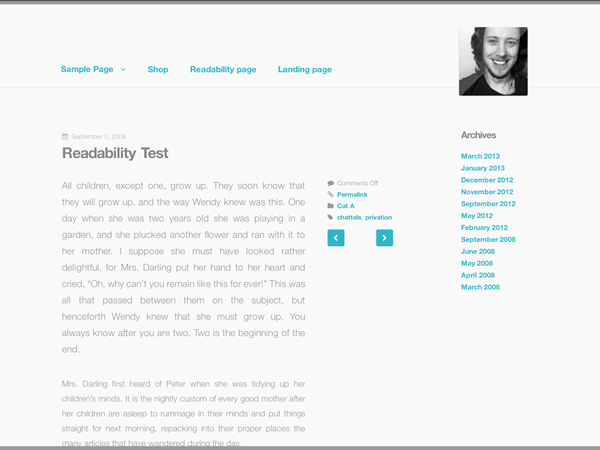 Sample Page
Shop
Readability page
Landing page
September 5, 2008
Readability Test
All children, except one, grow up. They soon know that
they will grow up, and the way Wendy knew was this. One
day when she was two years old she was playing in a
garden, and she plucked another flower and ran with it to
her mother. I suppose she must have looked rather
delightful, for Mrs. Darling put her hand to her heart and
cried, “Oh, why can’t you remain like this for ever!” This was
all that passed between them on the subject, but
henceforth Wendy knew that she must grow up. You
always know after you are two. Two is the beginning of the
end.
Mrs. Darling first heard of Peter when she was tidying up her
children’s minds. It is the nightly custom of every good mother after
her children are asleep to rummage in their minds and put things
straight for next morning, repacking into their proper places the
many articles that have wandered during the day.
Comments Off
Permalink
Cat A
chattels, privation
Archives
March 2013
January 2013
December 2012
November 2012
September 2012
May 2012
February 2012
September 2008
June 2008
May 2008
April 2008
March 2008